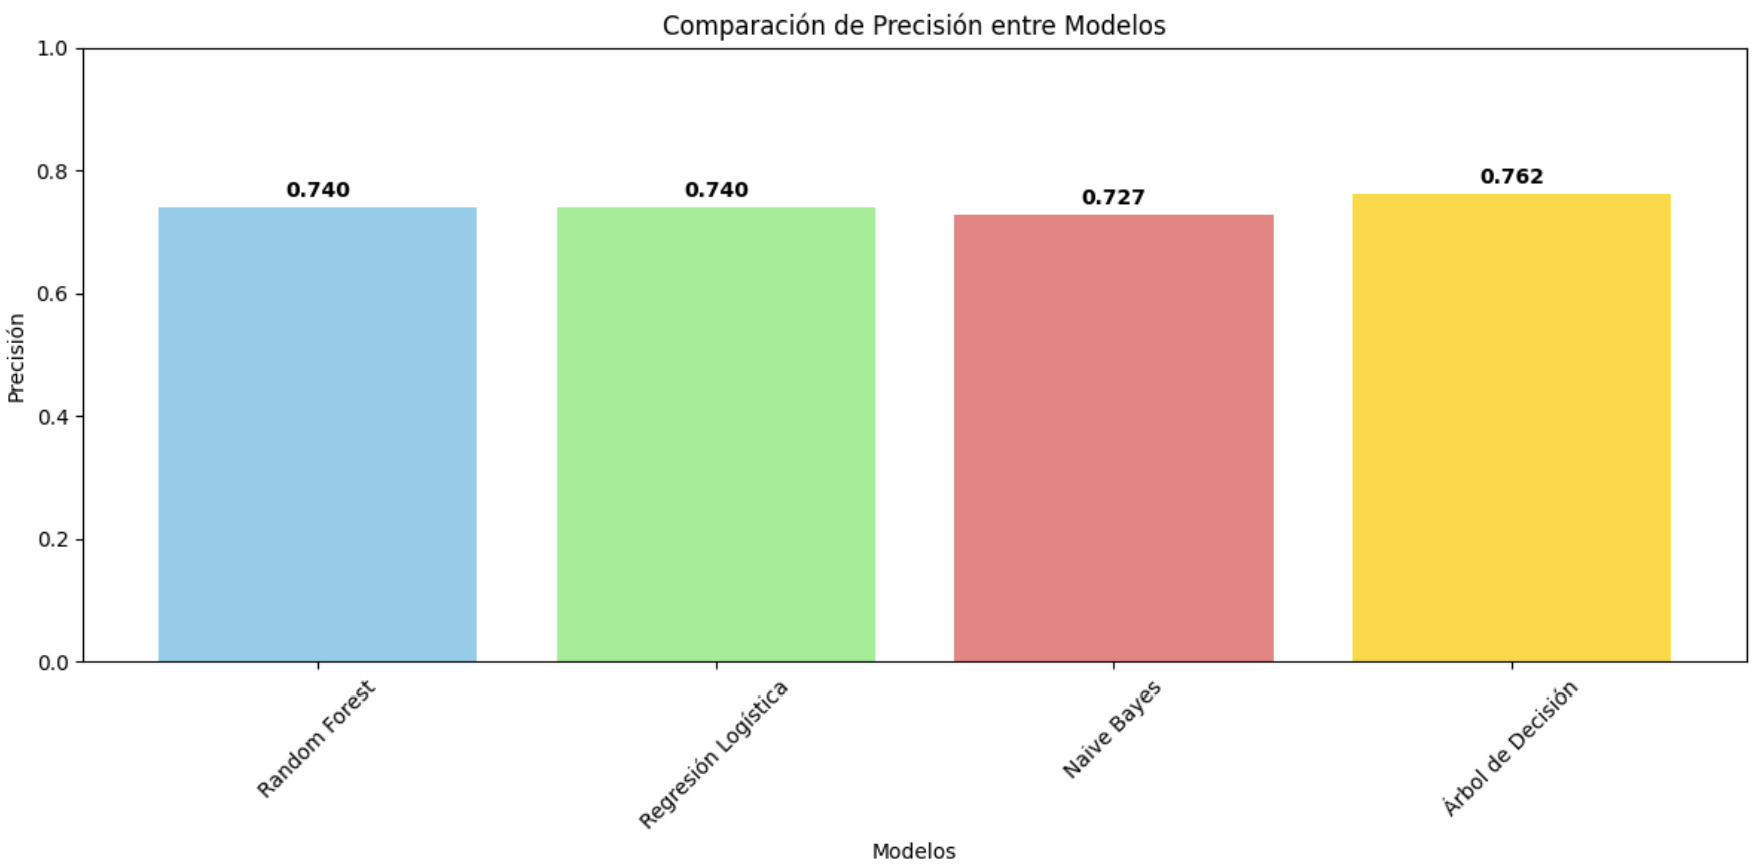 Comparación de Precisión entre Modelos
1.0
0.8
0.6
0.4
0.2
0.0
Precisión
0.740
0.740
0.727
0.762
Random Forest
Regresión Logística
Naive Bayes
Árbol de Decisión
Modelos